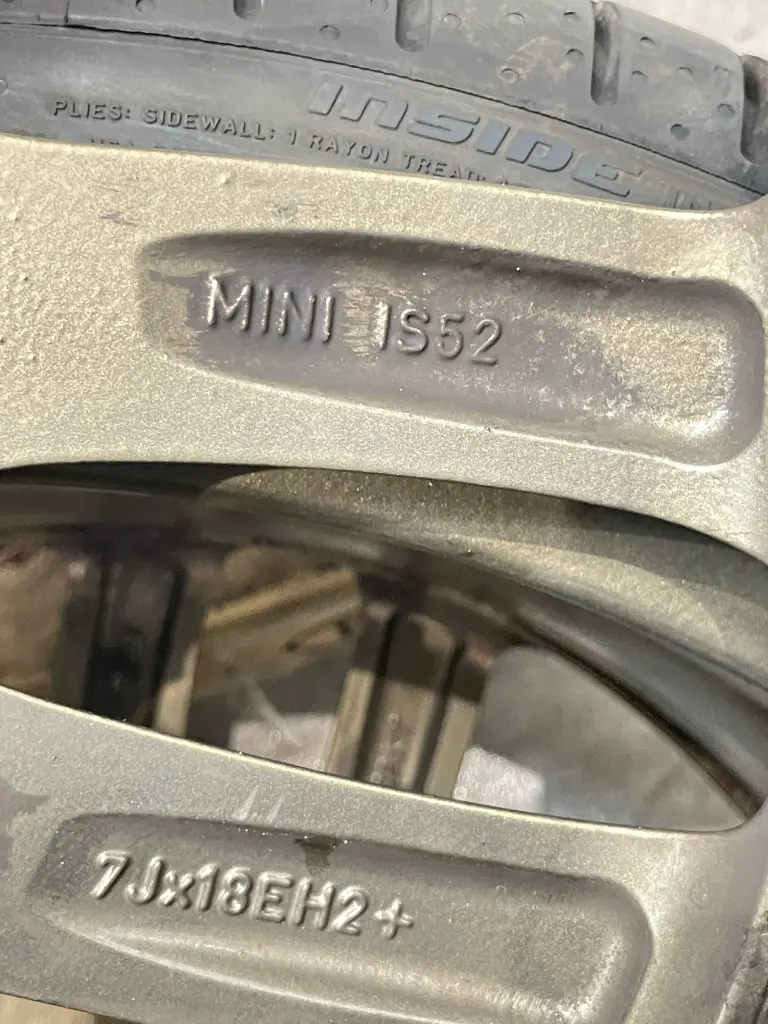 INSIDE
PLIES: SIDEWALL: 1 RAYON TREAD:
MINI IS52
7Jx18EH2+